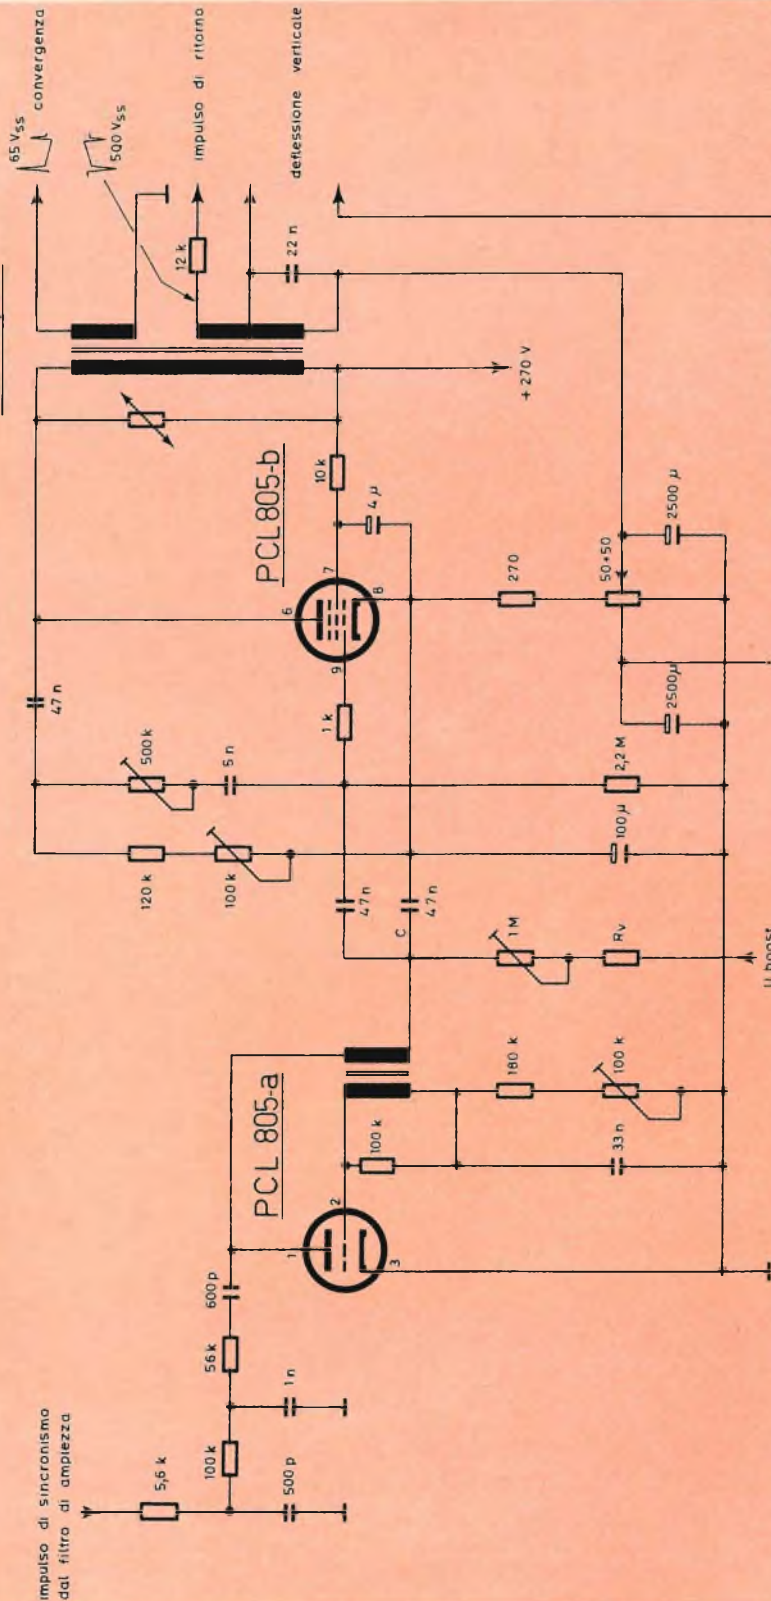 impulso di sincronismo
dal filtro di ampiezza
5,6 k
100 k
500 p
1 n
56 k
600 p
PCL 805-a
1
2
3
100 k
33 n
180 k
100 k
U boost
Rv
1 M
C
47 n
47 n
120 k
100 k
100 µ
500 k
5 n
2,2 M
47 n
1 k
PCL 805-b
6
7
8
9
10 k
4 µ
270
50+50
2500 µ
2500 µ
+ 270 V
12 k
22 n
65 Vss
convergenza
500 Vss
impulso di ritorno
deflessione verticale